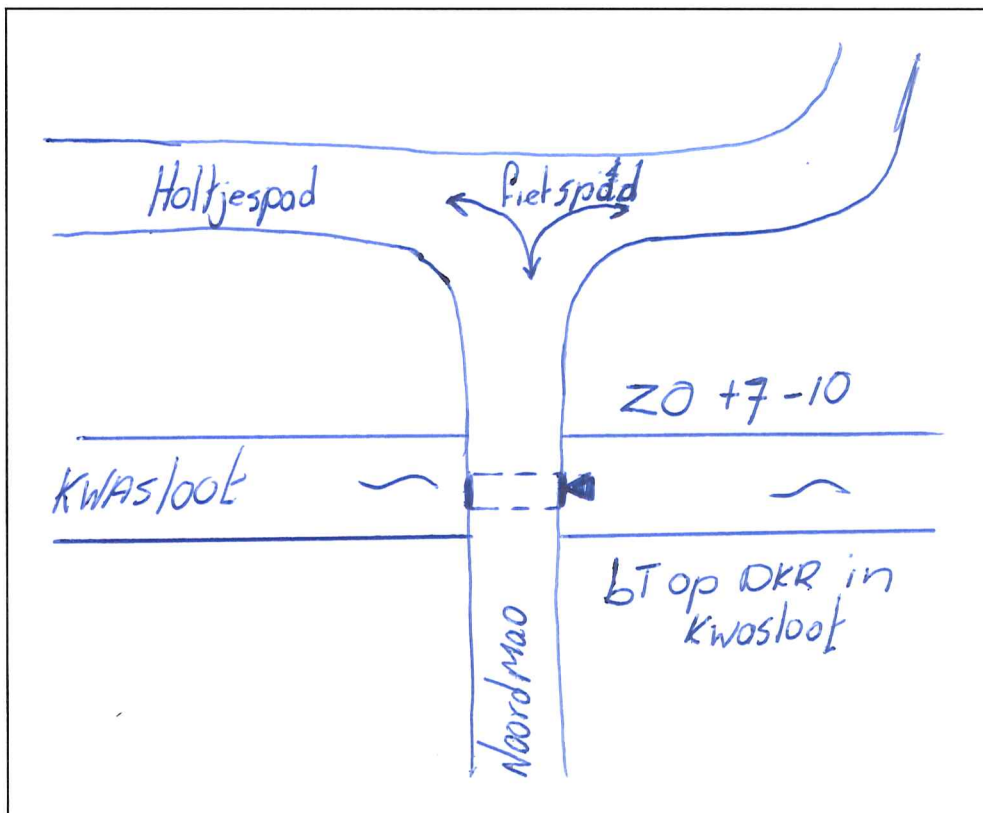 Holtjespad
fietspad
ZO +7 -10
KWAsloot
bT op DKR in
Kwasloot
NoordMao